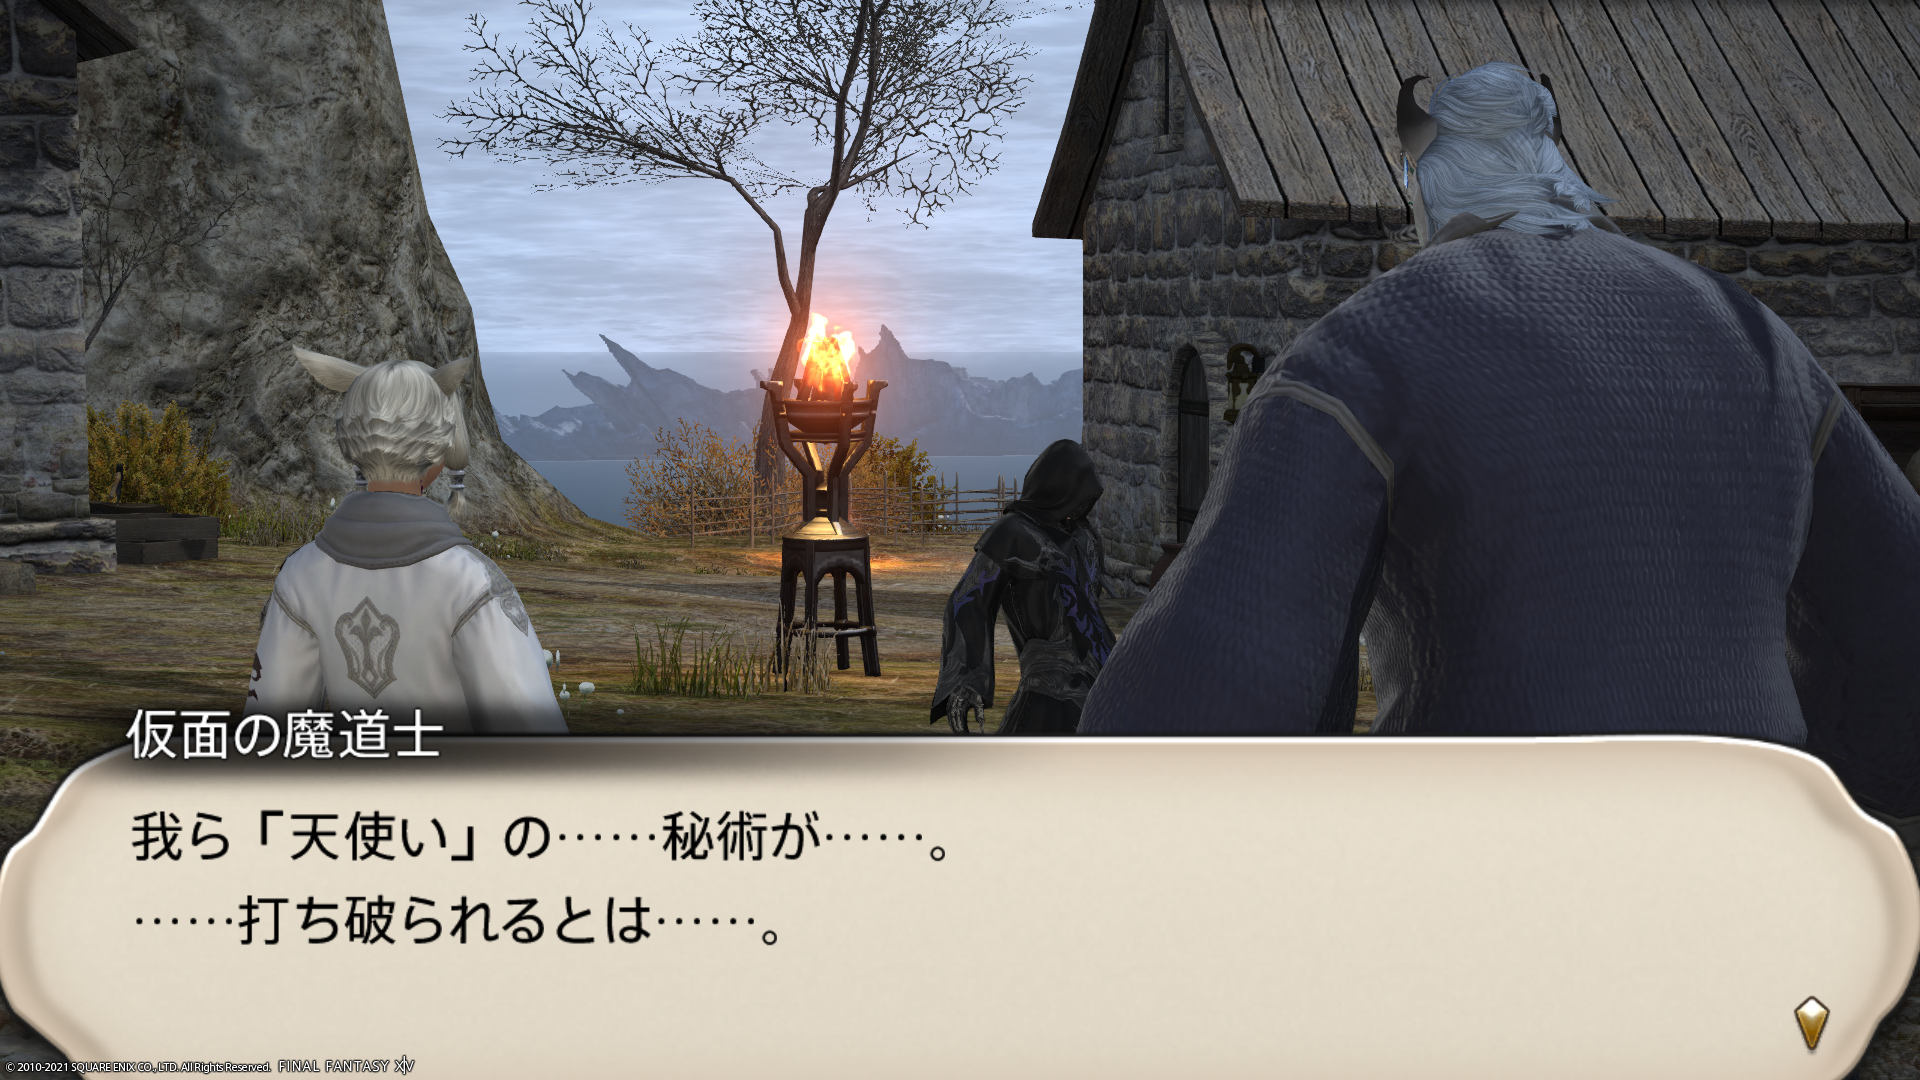 仮面の魔道士
我ら「天使い」の……秘術が……。
……打ち破られるとは……。
© 2010-2021 SQUARE ENIX CO., LTD. All Rights Reserved. FINAL FANTASY XIV